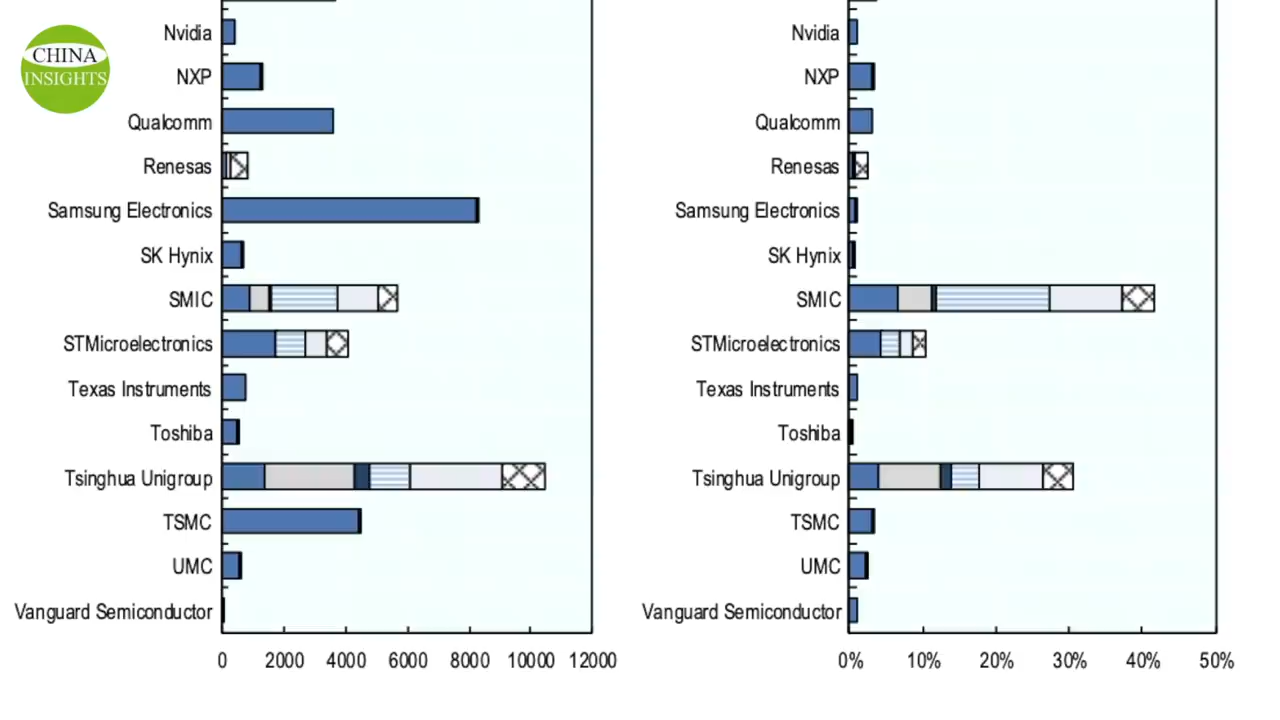 CHINA
INSIGHTS
Nvidia
NXP
Qualcomm
Renesas
Samsung Electronics
SK Hynix
SMIC
STMicroelectronics
Texas Instruments
Toshiba
Tsinghua Unigroup
TSMC
UMC
Vanguard Semiconductor
0 2000 4000 6000 8000 10000 12000
Nvidia
NXP
Qualcomm
Renesas
Samsung Electronics
SK Hynix
SMIC
STMicroelectronics
Texas Instruments
Toshiba
Tsinghua Unigroup
TSMC
UMC
Vanguard Semiconductor
0% 10% 20% 30% 40% 50%